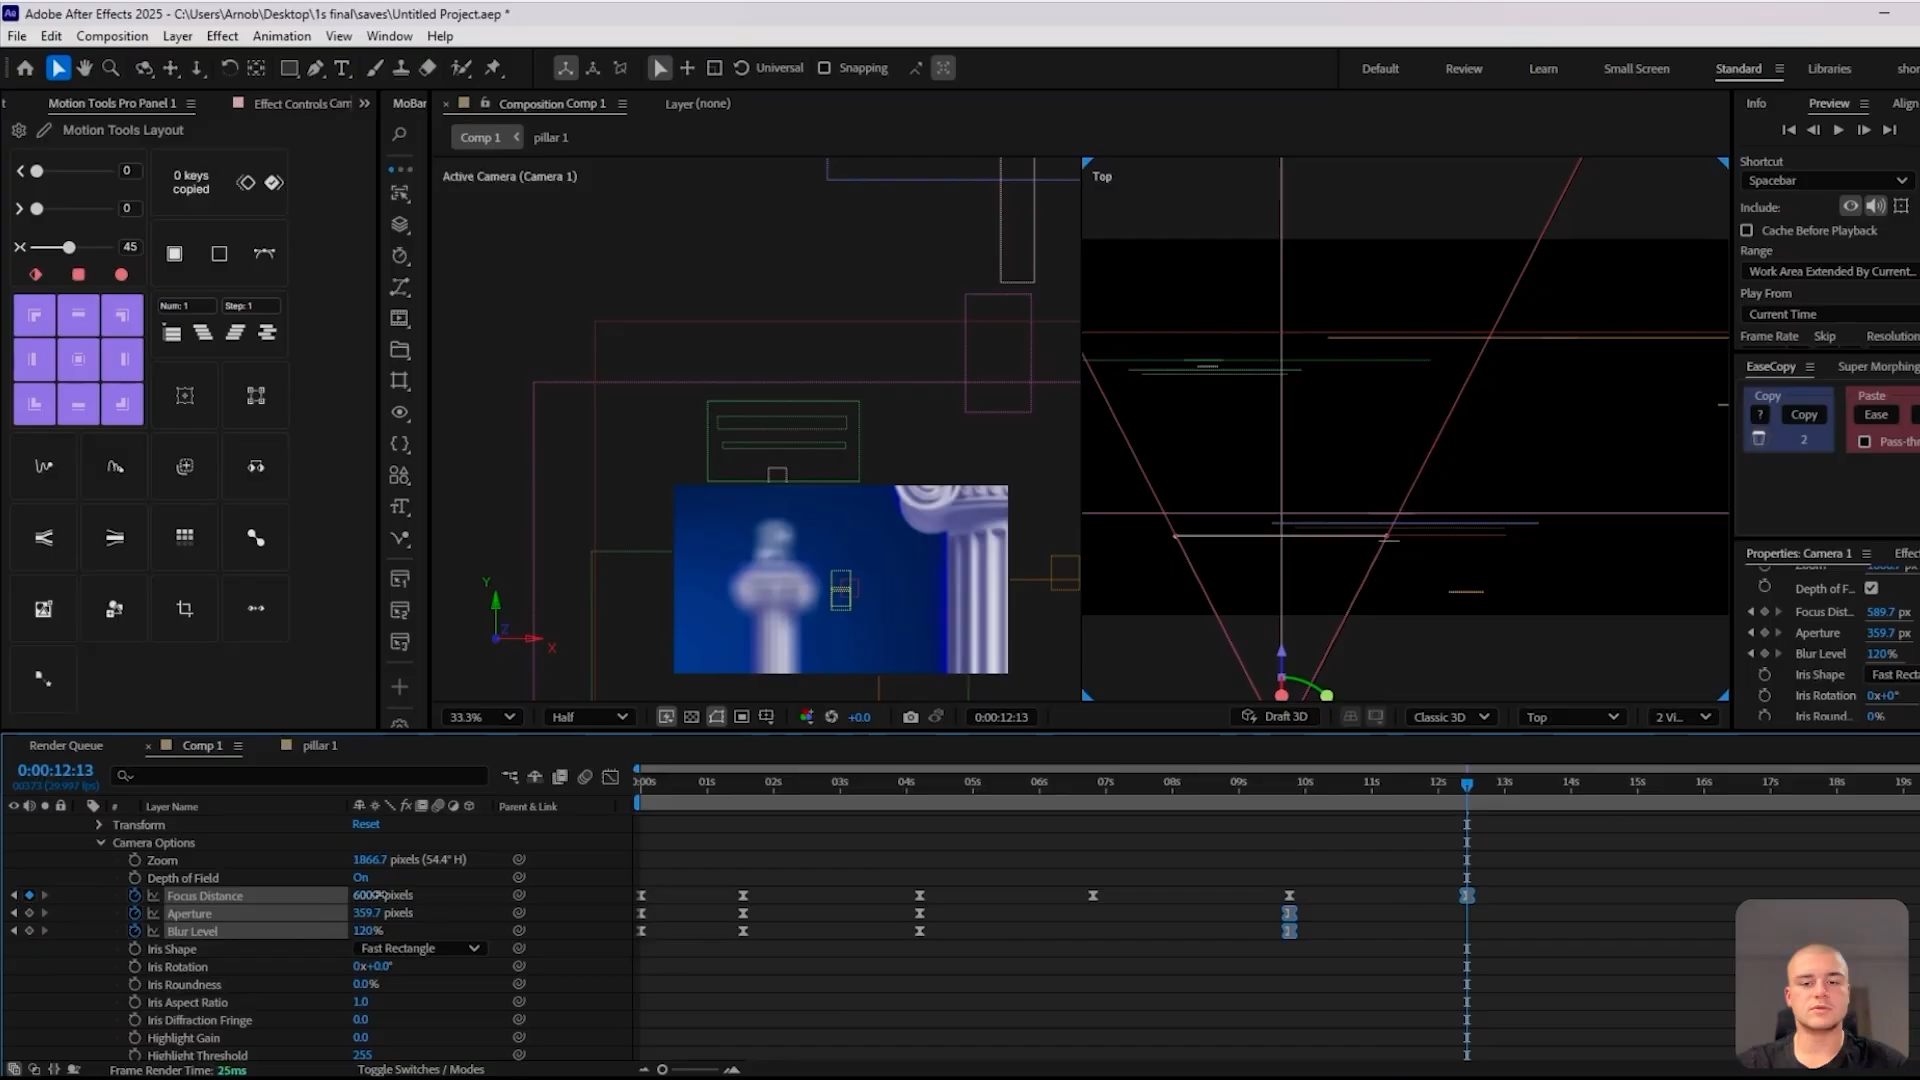 Adobe After Effects 2025 - C:\Users\Arnob\Desktop\1s final\saves\Untitled Project.aep *
File Edit Composition Layer Effect Animation View Window Help
Universal Snapping Default Review Learn Small Screen Standard Libraries shor
t Motion Tools Pro Panel 1 Effect Controls Cam MoBar Composition Comp 1 Layer (none) Info Preview Align
Motion Tools Layout
Comp 1 pillar 1
0
0 keys
copied
0
45
Num: 1 Step: 1
Active Camera (Camera 1) Top
Y
Z
X
Shortcut
Spacebar
Include:
Cache Before Playback
Range
Work Area Extended By Current...
Play From
Current Time
Frame Rate Skip Resolution
EaseCopy Super Morphing
Copy Paste
? Copy Ease
2 Pass-thr
Properties: Camera 1 Effec
Depth of F...
Focus Dist... 589.7 px
Aperture 359.7 px
Blur Level 120%
Iris Shape Fast Recta
Iris Rotation 0x+0°
Iris Round... 0%
33.3% Half +0.0 0:00:12:13 Draft 3D Classic 3D Top 2 Vi...
Render Queue Comp 1 pillar 1
0:00:12:13
00373 (29.997 fps)
0:00s 01s 02s 03s 04s 05s 06s 07s 08s 09s 10s 11s 12s 13s 14s 15s 16s 17s 18s 19s
# Layer Name fx Parent & Link
Transform Reset
Camera Options
Zoom 1866.7 pixels (54.4° H)
Depth of Field On
Focus Distance pixels
Aperture 359.7 pixels
Blur Level 120%
Iris Shape Fast Rectangle
Iris Rotation 0x+0.0°
Iris Roundness 0.0%
Iris Aspect Ratio 1.0
Iris Diffraction Fringe 0.0
Highlight Gain 0.0
Highlight Threshold 255
Frame Render Time: 25ms Toggle Switches / Modes